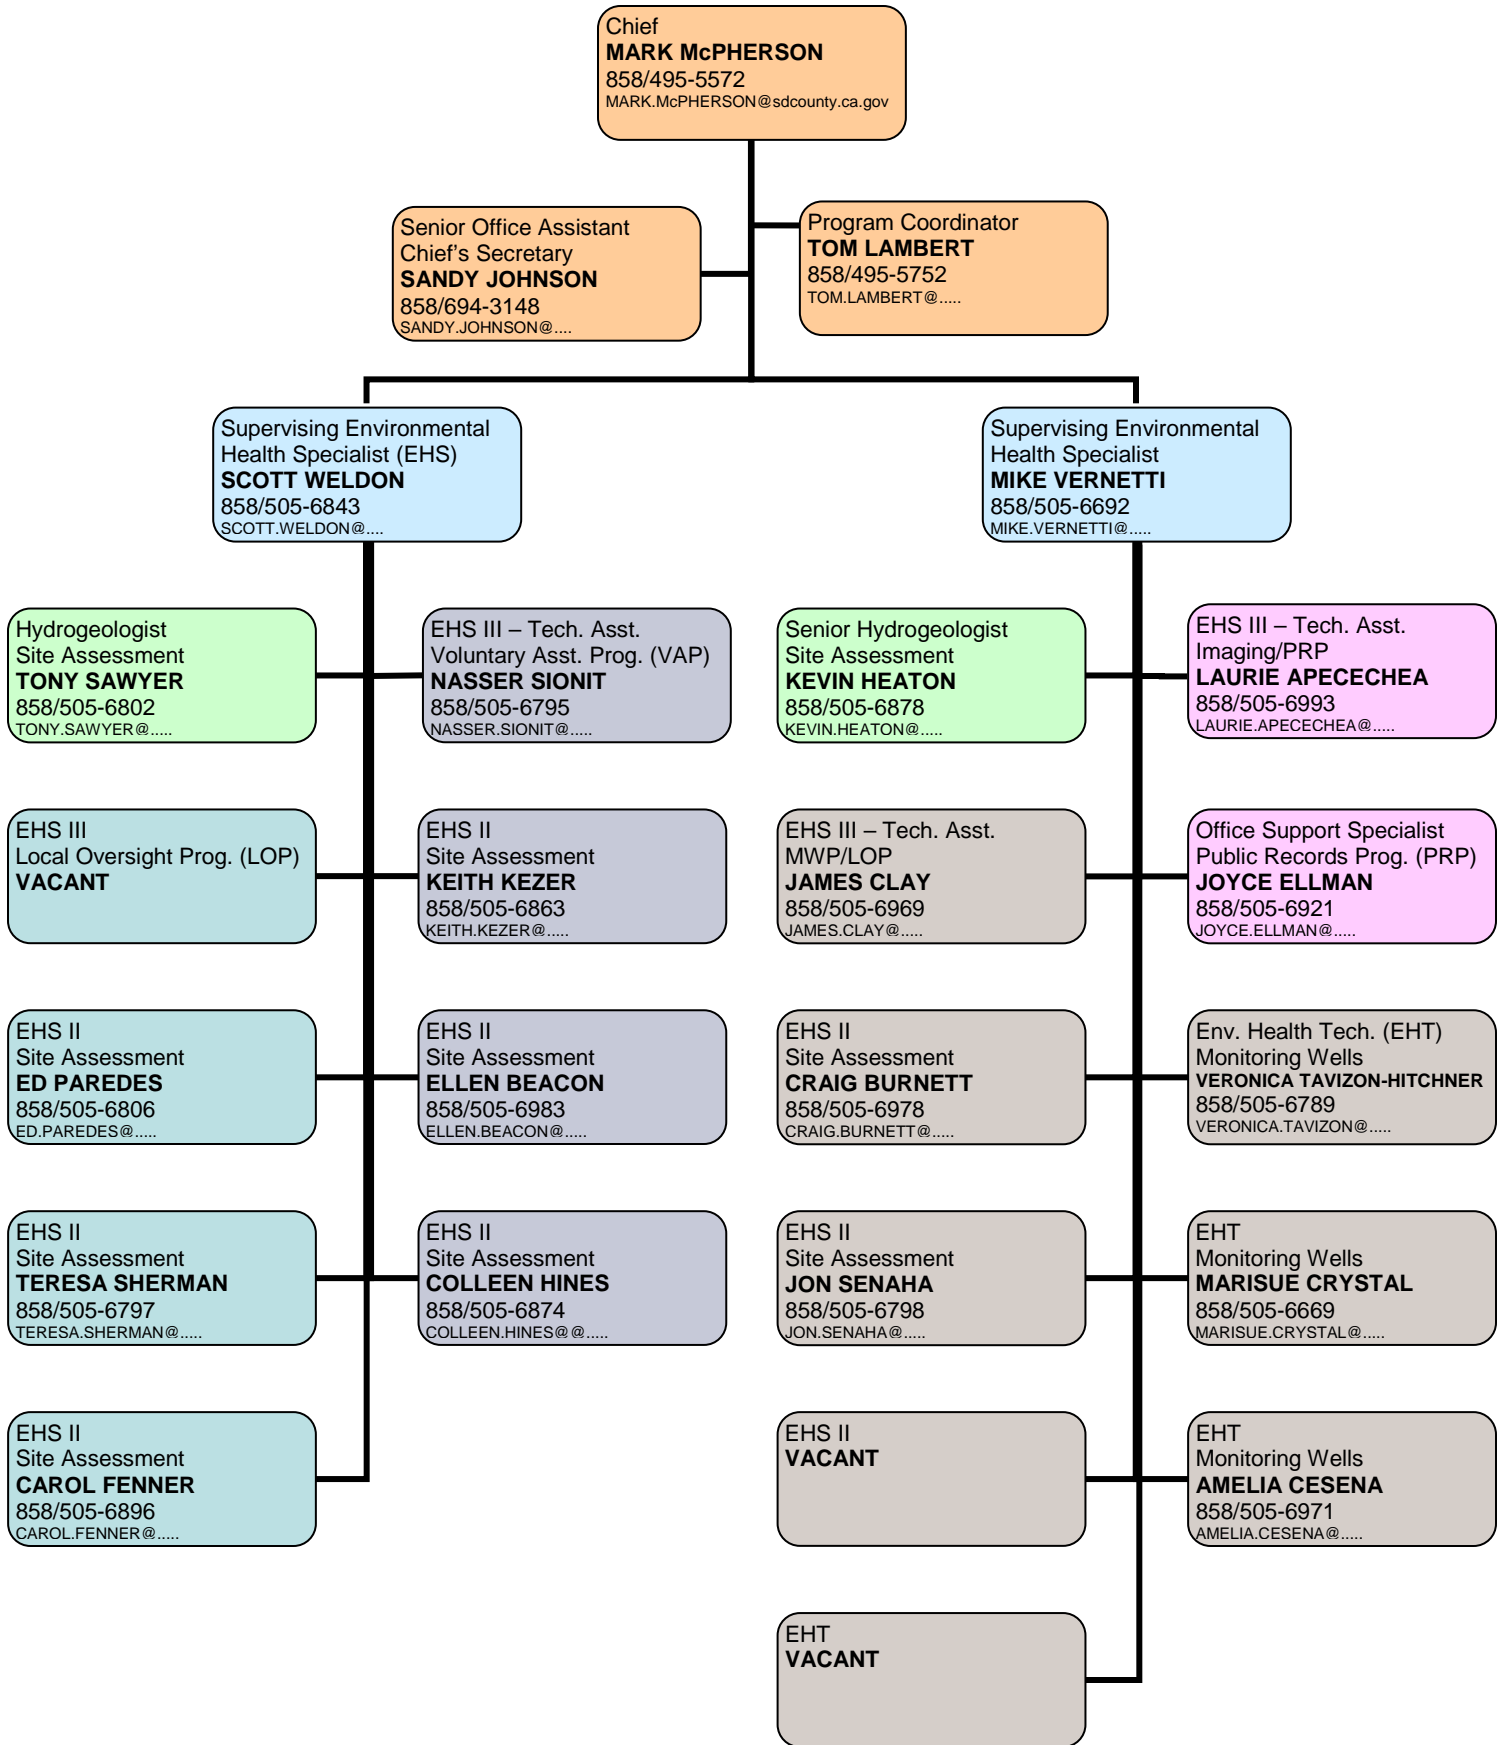 Chief
MARK McPHERSON
858/495-5572
MARK.McPHERSON@sdcounty.ca.gov
Senior Office Assistant
Chief's Secretary
SANDY JOHNSON
858/694-3148
SANDY.JOHNSON@....
Program Coordinator
TOM LAMBERT
858/495-5752
TOM.LAMBERT@.....
Supervising Environmental
Health Specialist (EHS)
SCOTT WELDON
858/505-6843
SCOTT.WELDON@....
Supervising Environmental
Health Specialist
MIKE VERNETTI
858/505-6692
MIKE.VERNETTI@.....
Hydrogeologist
Site Assessment
TONY SAWYER
858/505-6802
TONY.SAWYER@.....
EHS III – Tech. Asst.
Voluntary Asst. Prog. (VAP)
NASSER SIONIT
858/505-6795
NASSER.SIONIT@.....
Senior Hydrogeologist
Site Assessment
KEVIN HEATON
858/505-6878
KEVIN.HEATON@.....
EHS III – Tech. Asst.
Imaging/PRP
LAURIE APECECHEA
858/505-6993
LAURIE.APECECHEA@.....
EHS III
Local Oversight Prog. (LOP)
VACANT
EHS II
Site Assessment
KEITH KEZER
858/505-6863
KEITH.KEZER@.....
EHS III – Tech. Asst.
MWP/LOP
JAMES CLAY
858/505-6969
JAMES.CLAY@.....
Office Support Specialist
Public Records Prog. (PRP)
JOYCE ELLMAN
858/505-6921
JOYCE.ELLMAN@.....
EHS II
Site Assessment
ED PAREDES
858/505-6806
ED.PAREDES@.....
EHS II
Site Assessment
ELLEN BEACON
858/505-6983
ELLEN.BEACON@.....
EHS II
Site Assessment
CRAIG BURNETT
858/505-6978
CRAIG.BURNETT@.....
Env. Health Tech. (EHT)
Monitoring Wells
VERONICA TAVIZON-HITCHNER
858/505-6789
VERONICA.TAVIZON@.....
EHS II
Site Assessment
TERESA SHERMAN
858/505-6797
TERESA.SHERMAN@.....
EHS II
Site Assessment
COLLEEN HINES
858/505-6874
COLLEEN.HINES@@.....
EHS II
Site Assessment
JON SENAHA
858/505-6798
JON.SENAHA@.....
EHT
Monitoring Wells
MARISUE CRYSTAL
858/505-6669
MARISUE.CRYSTAL@.....
EHS II
Site Assessment
CAROL FENNER
858/505-6896
CAROL.FENNER@.....
EHS II
VACANT
EHT
Monitoring Wells
AMELIA CESENA
858/505-6971
AMELIA.CESENA@.....
EHT
VACANT